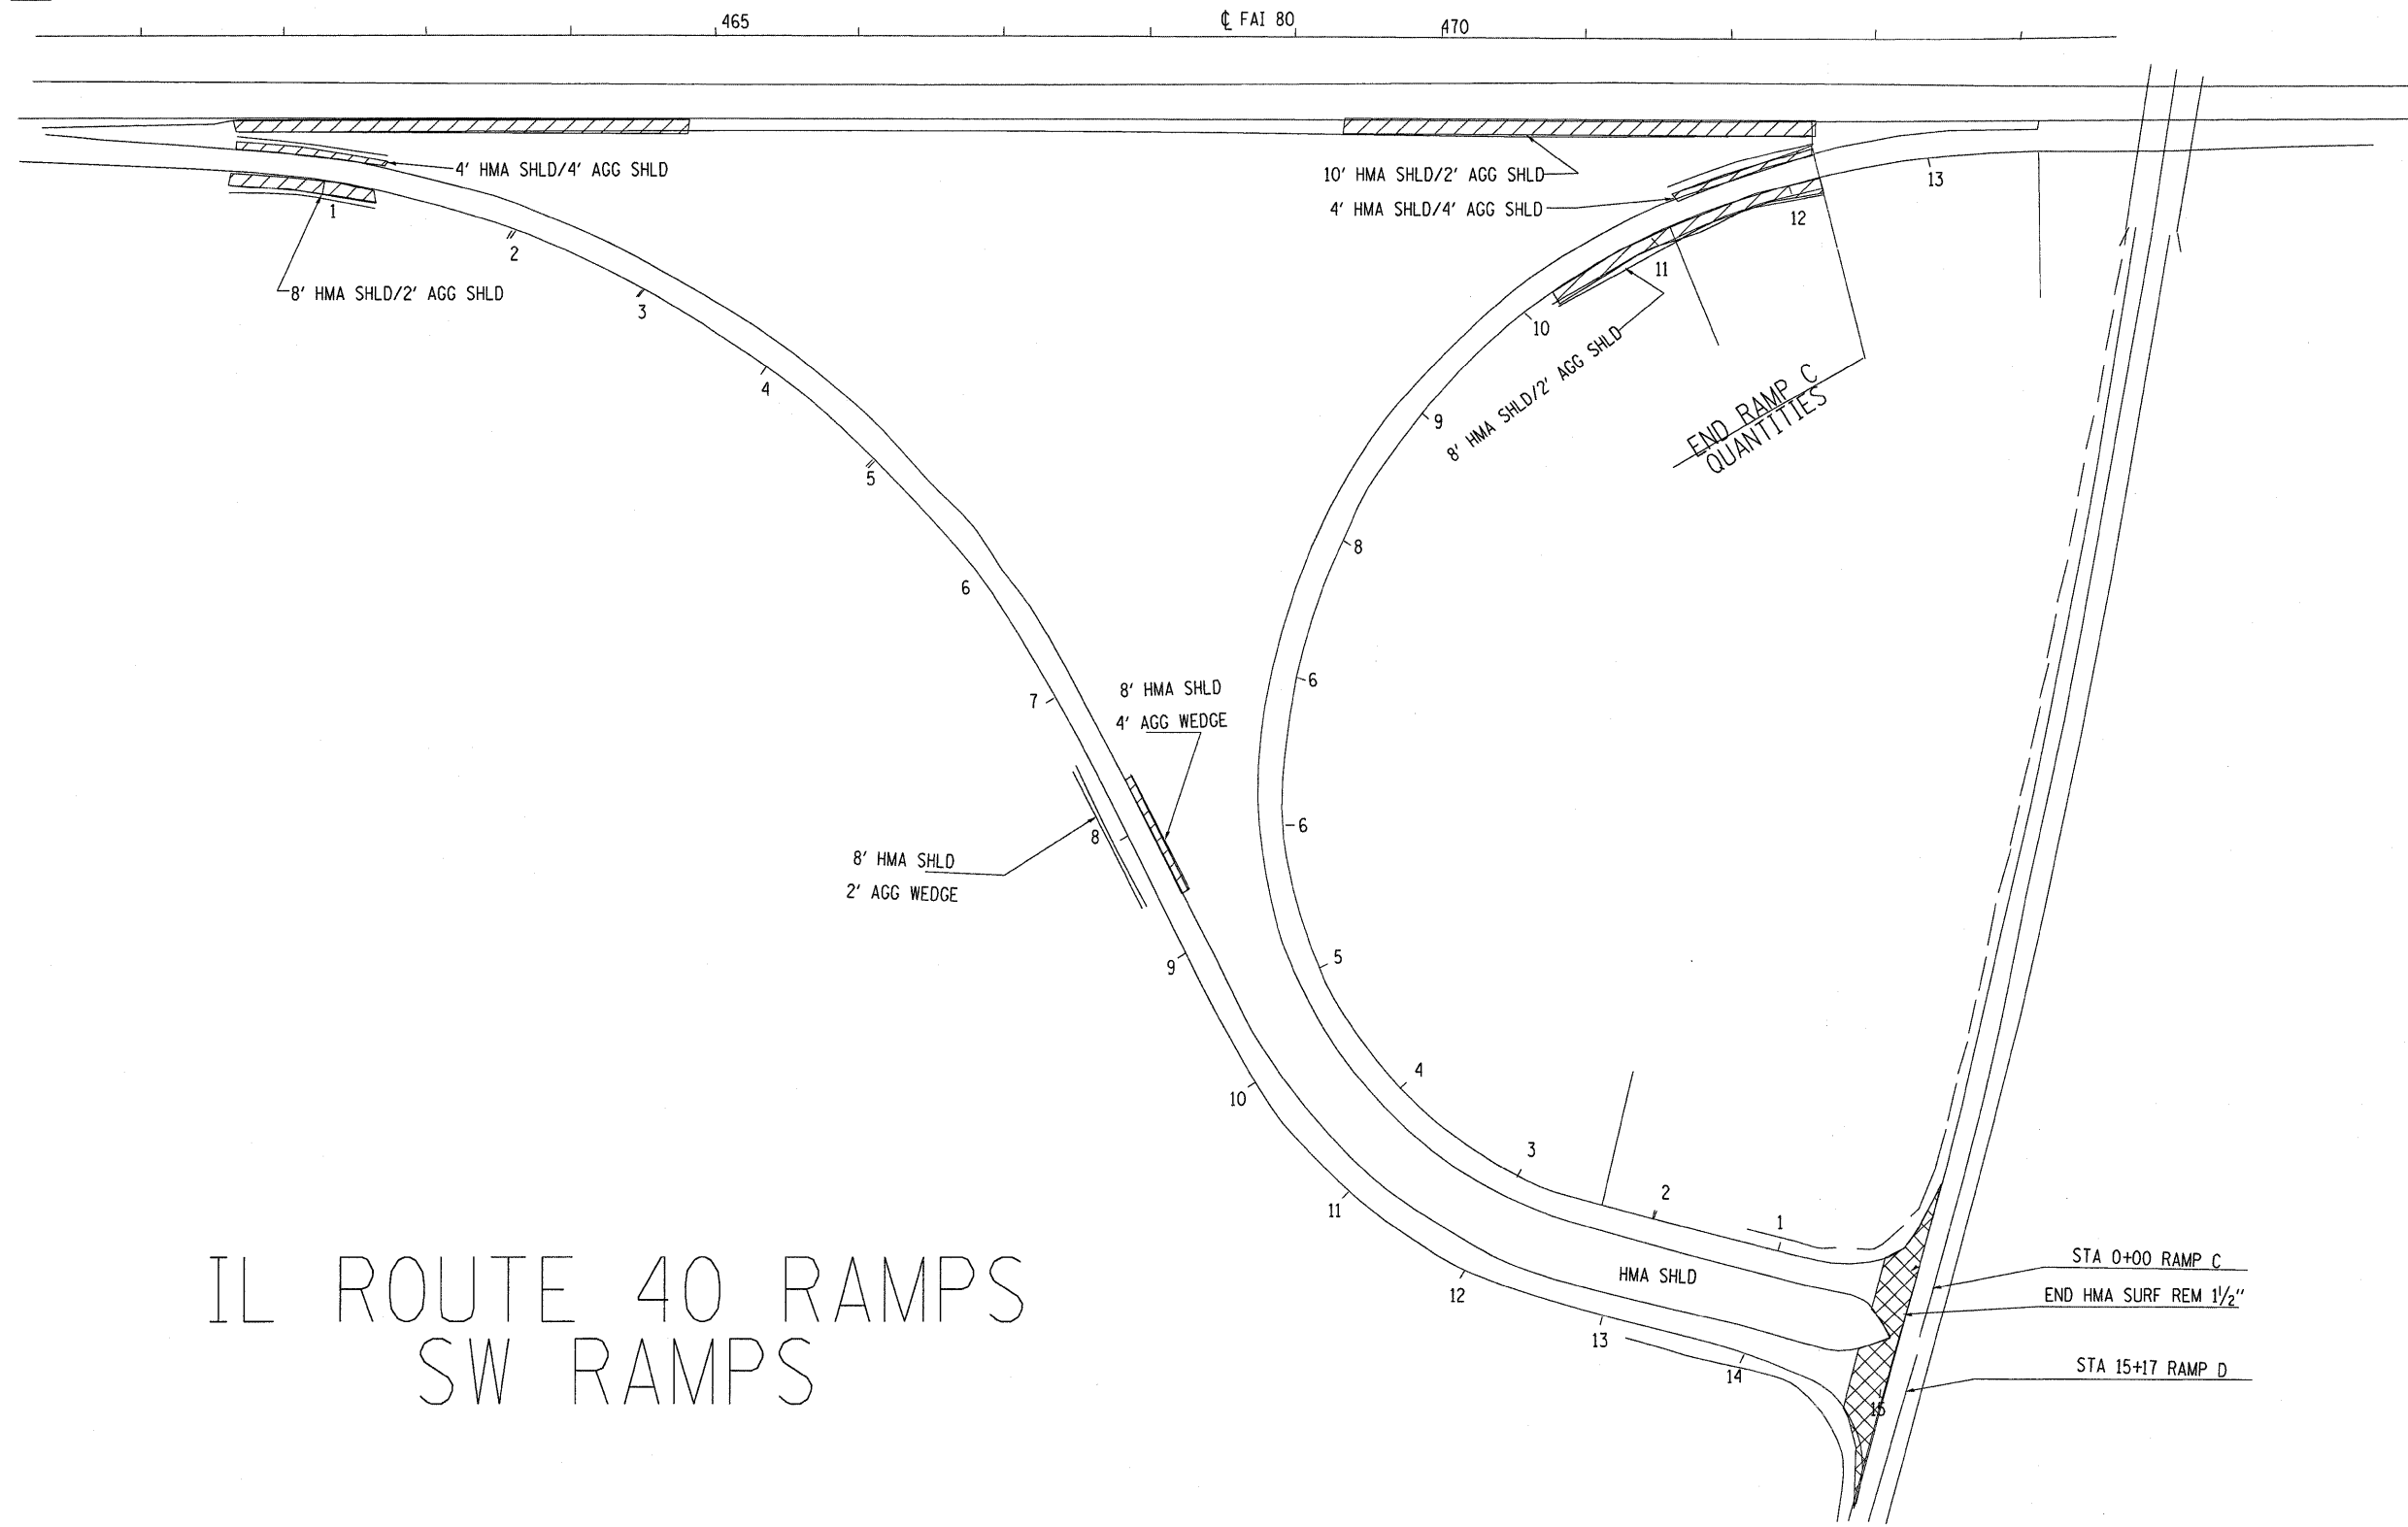 465
℄ FAI 80
470
4' HMA SHLD/4' AGG SHLD
10' HMA SHLD/2' AGG SHLD
4' HMA SHLD/4' AGG SHLD
13
12
1
2
8' HMA SHLD/2' AGG SHLD
3
11
10
8' HMA SHLD/2' AGG SHLD
END RAMP C
QUANTITIES
4
9
5
8
6
6
7
8' HMA SHLD
4' AGG WEDGE
6
8
8' HMA SHLD
2' AGG WEDGE
5
9
4
10
3
2
11
1
STA 0+00 RAMP C
HMA SHLD
END HMA SURF REM 1½"
12
13
14
STA 15+17 RAMP D
15
IL ROUTE 40 RAMPS
SW RAMPS